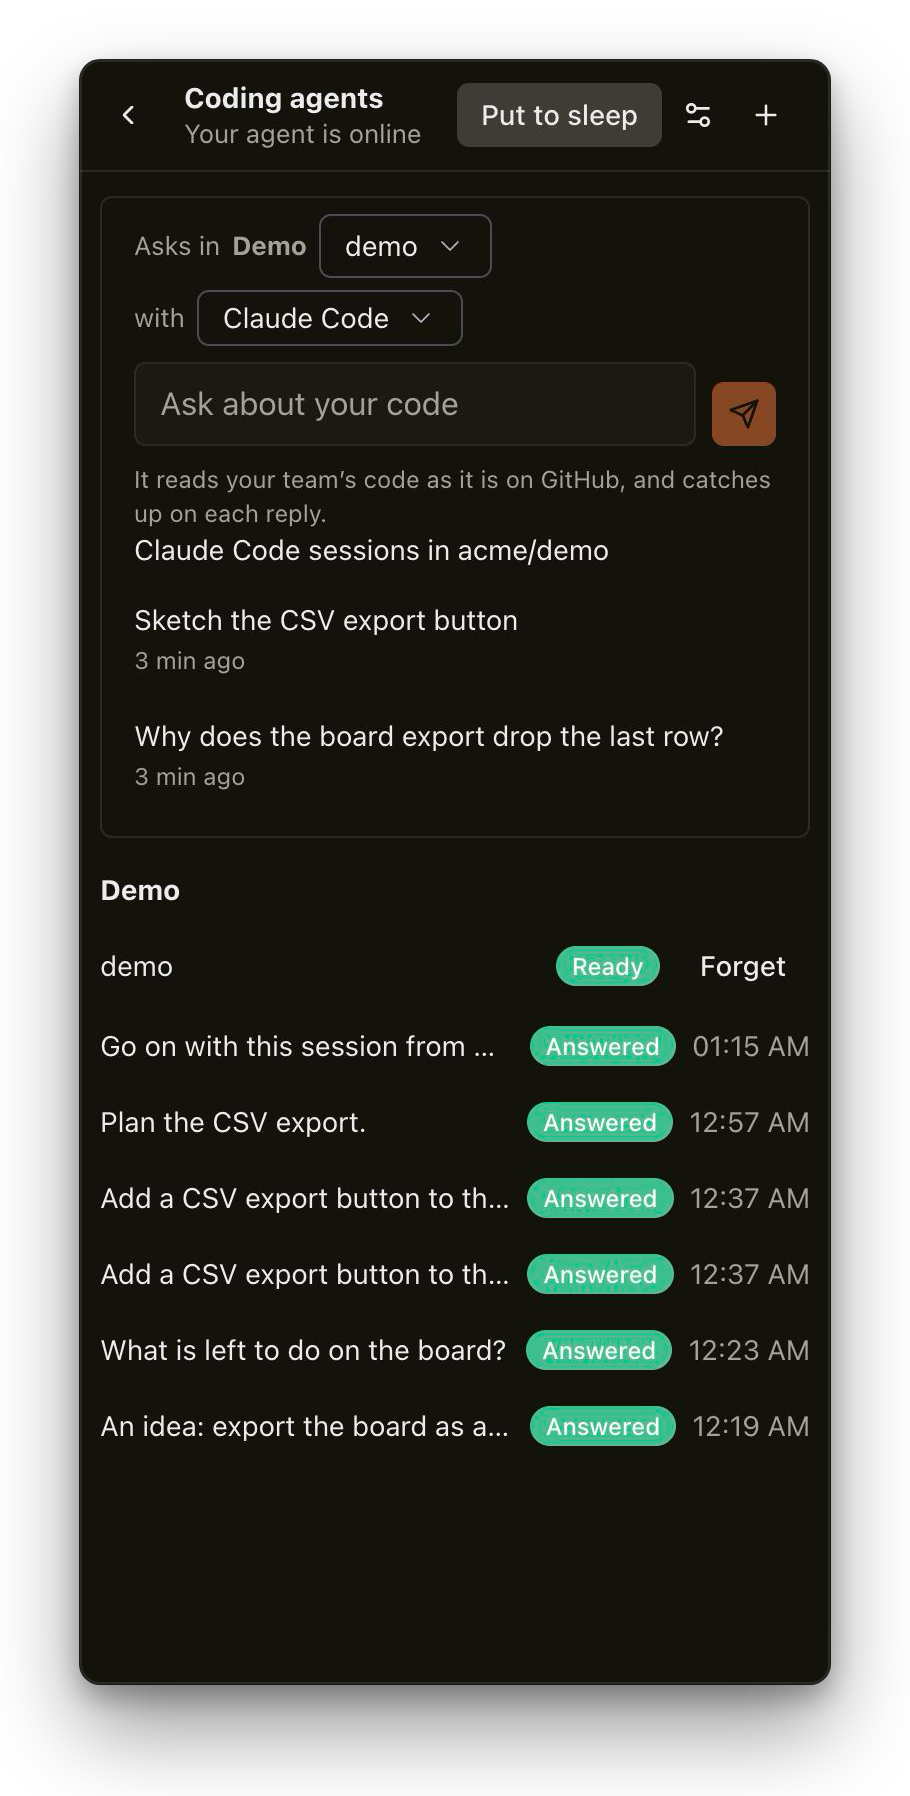 Coding agents
Your agent is online
Put to sleep
Asks in Demo demo
with Claude Code
Ask about your code
It reads your team’s code as it is on GitHub, and catches
up on each reply.
Claude Code sessions in acme/demo
Sketch the CSV export button
3 min ago
Why does the board export drop the last row?
3 min ago
Demo
demo Ready Forget
Go on with this session from ... Answered 01:15 AM
Plan the CSV export. Answered 12:57 AM
Add a CSV export button to th... Answered 12:37 AM
Add a CSV export button to th... Answered 12:37 AM
What is left to do on the board? Answered 12:23 AM
An idea: export the board as a... Answered 12:19 AM